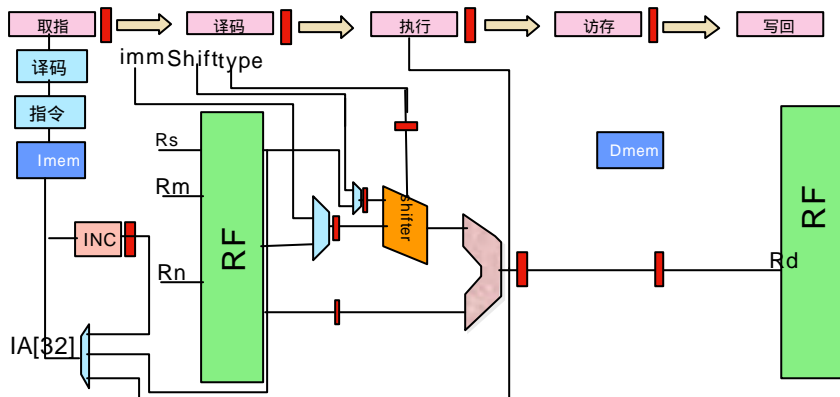 取指 译码 执行 访存 写回
译码
imm Shift type
指令
Imem
Rs
Dmem
Rm
shifter
RF
RF
INC
Rn
Rd
IA[32]